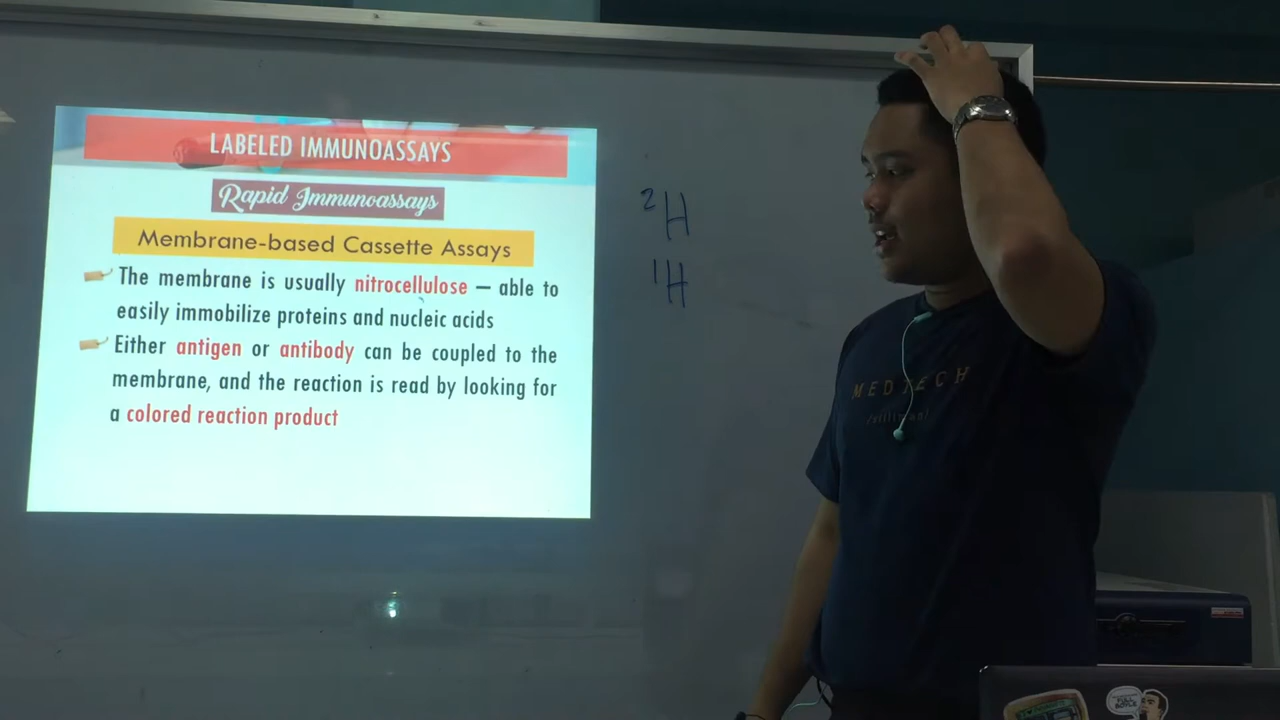 LABELED IMMUNOASSAYS
Rapid Immunoassays
Membrane-based Cassette Assays
The membrane is usually nitrocellulose – able to
easily immobilize proteins and nucleic acids
Either antigen or antibody can be coupled to the
membrane, and the reaction is read by looking for
a colored reaction product
²H
¹H
MEDTECH